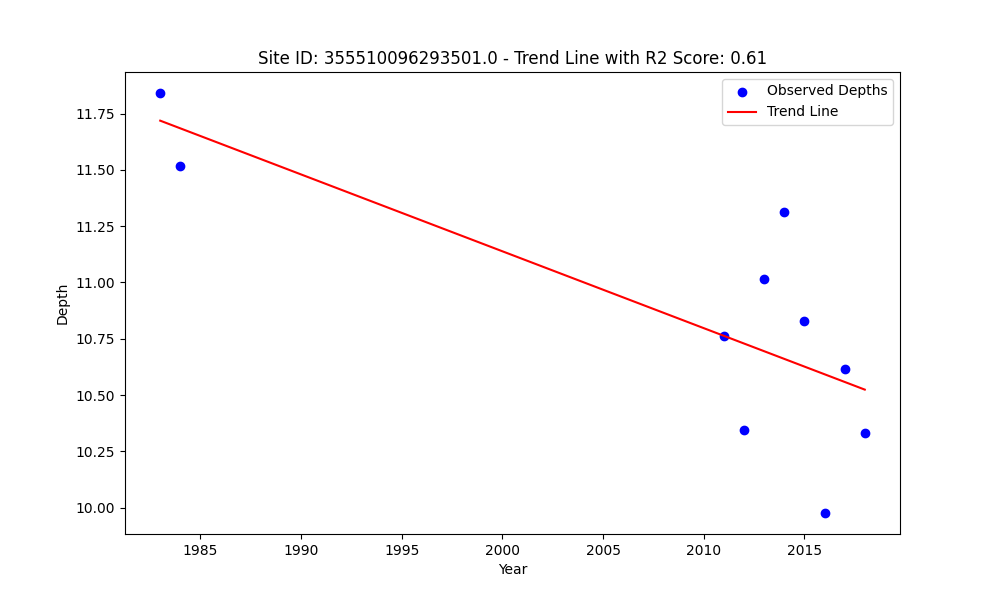 Site ID: 355510096293501.0 - Trend Line with R2 Score: 0.61
Observed Depths
Trend Line
Depth
11.75
11.50
11.25
11.00
10.75
10.50
10.25
10.00
1985 1990 1995 2000 2005 2010 2015
Year